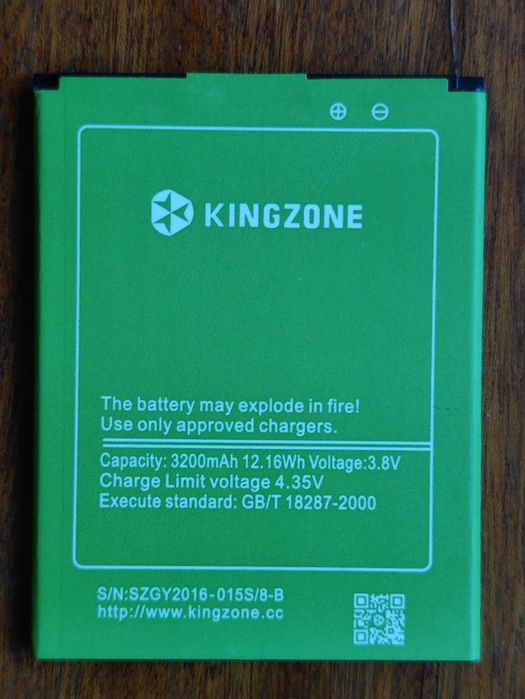 ⊕ ⊖
KINGZONE
The battery may explode in fire!
Use only approved chargers.
Capacity: 3200mAh 12.16Wh Voltage:3.8V
Charge Limit voltage 4.35V
Execute standard: GB/T 18287-2000
S/N:SZGY2016-015S/8-B
http://www.kingzone.cc